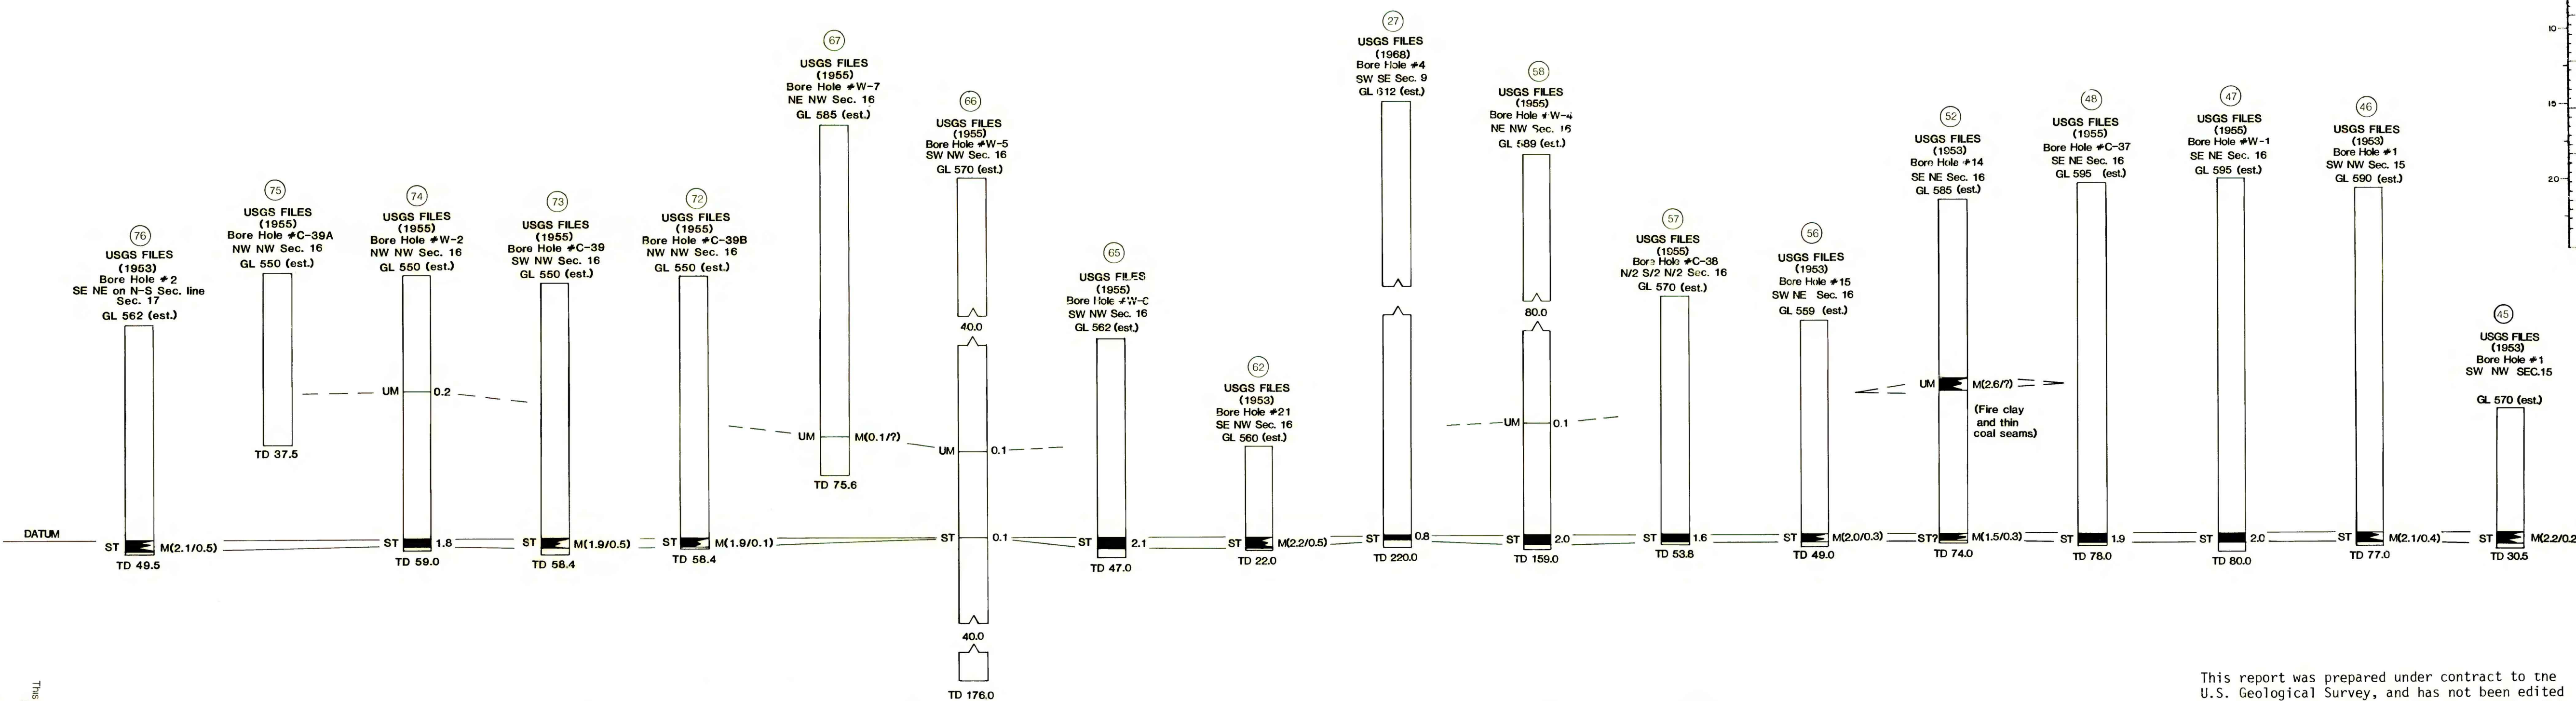 76
USGS FILES
(1953)
Bore Hole #2
SE NE on N-S Sec. line
Sec. 17
GL 562 (est.)
ST
M(2.1/0.5)
TD 49.5
DATUM
75
USGS FILES
(1955)
Bore Hole #C-39A
NW NW Sec. 16
GL 550 (est.)
TD 37.5
74
USGS FILES
(1955)
Bore Hole #W-2
NW NW Sec. 16
GL 550 (est.)
UM
0.2
ST
1.8
TD 59.0
73
USGS FILES
(1955)
Bore Hole #C-39
SW NW Sec. 16
GL 550 (est.)
ST
M(1.9/0.5)
TD 58.4
72
USGS FILES
(1955)
Bore Hole #C-39B
NW NW Sec. 16
GL 550 (est.)
ST
M(1.9/0.1)
TD 58.4
67
USGS FILES
(1955)
Bore Hole #W-7
NE NW Sec. 16
GL 585 (est.)
UM
M(0.1/?)
TD 75.6
66
USGS FILES
(1955)
Bore Hole #W-5
SW NW Sec. 16
GL 570 (est.)
40.0
UM
0.1
ST
0.1
40.0
TD 176.0
65
USGS FILES
(1955)
Bore Hole
SW NW Sec. 16
GL 562 (est.)
ST
2.1
TD 47.0
62
USGS FILES
(1953)
Bore Hole #21
SE NW Sec. 16
GL 560 (est.)
ST
M(2.2/0.5)
TD 22.0
27
USGS FILES
(1968)
Bore Hole #4
SW SE Sec. 9
GL 612 (est.)
ST
0.8
TD 220.0
58
USGS FILES
(1955)
Bore Hole #W-4
NE NW Sec. 16
GL 589 (est.)
80.0
UM
0.1
ST
2.0
TD 159.0
57
USGS FILES
(1955)
Bore Hole #C-38
N/2 S/2 N/2 Sec. 16
GL 570 (est.)
ST
1.6
TD 53.8
56
USGS FILES
(1953)
Bore Hole #15
SW NE Sec. 16
GL 559 (est.)
ST
M(2.0/0.3)
TD 49.0
52
USGS FILES
(1953)
Bore Hole #14
SE NE Sec. 16
GL 585 (est.)
UM
M(2.6/?)
(Fire clay
and thin
coal seams)
ST?
M(1.5/0.3)
TD 74.0
48
USGS FILES
(1955)
Bore Hole #C-37
SE NE Sec. 16
GL 595 (est.)
ST
1.9
TD 78.0
47
USGS FILES
(1955)
Bore Hole #W-1
SE NE Sec. 16
GL 595 (est.)
ST
2.0
TD 80.0
46
USGS FILES
(1953)
Bore Hole #1
SW NW Sec. 15
GL 590 (est.)
ST
M(2.1/0.4)
TD 77.0
45
USGS FILES
(1953)
Bore Hole #1
SW NW SEC.15
GL 570 (est.)
ST
M(2.2/0.2
TD 30.5
10
15
20
This
This report was prepared under contract to the
U.S. Geological Survey, and has not been edited